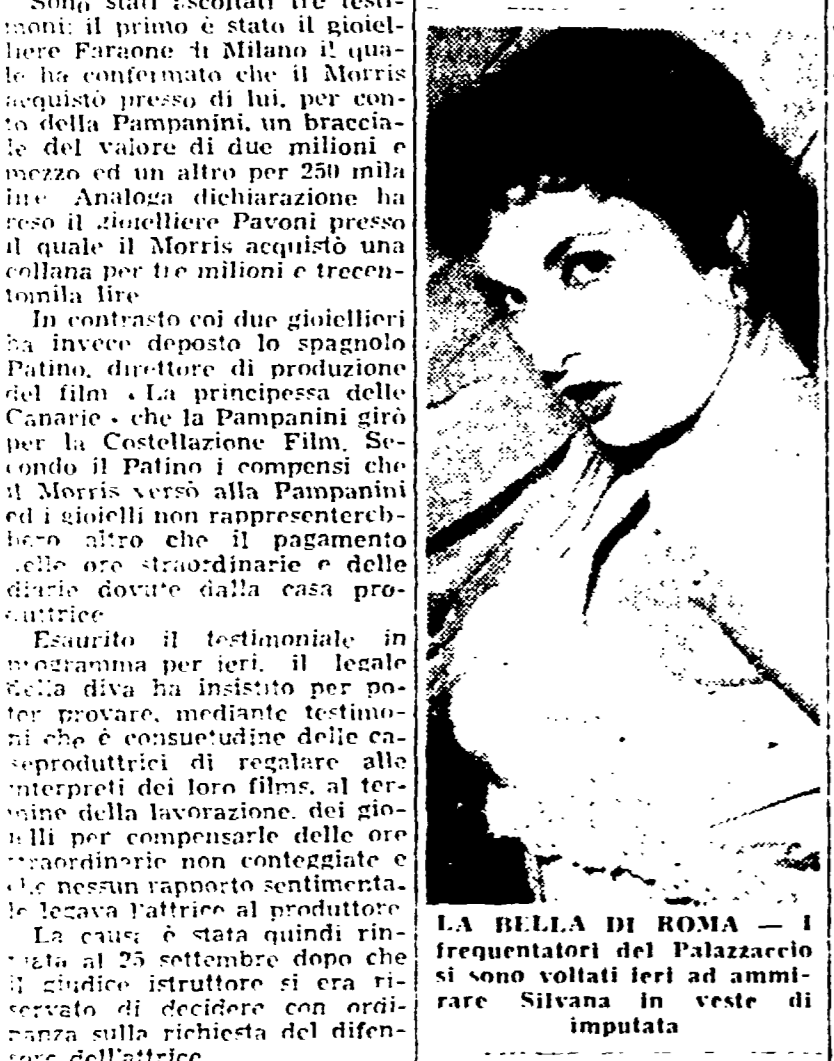 Sono stati ascoltati tre testi-
moni: il primo è stato il gioiel-
liere Faraone di Milano il qua-
le ha confermato che il Morris
acquistò presso di lui, per con-
to della Pampanini, un braccia-
le del valore di due milioni e
mezzo ed un altro per 250 mila
lire Analoga dichiarazione ha
reso il gioielliere Pavoni presso
il quale il Morris acquistò una
collana per tre milioni e trecen-
tomila lire
In contrasto coi due gioiellieri
ha invece deposto lo spagnolo
Patino, direttore di produzione
del film « La principessa delle
Canarie » che la Pampanini girò
per la Costellazione Film. Se-
condo il Patino i compensi che
il Morris versò alla Pampanini
ed i gioielli non rappresentereb-
bero altro che il pagamento
delle ore straordinarie e delle
diarie dovute dalla casa pro-
duttrice
Esaurito il testimoniale in
programma per ieri, il legale
della diva ha insistito per po-
ter provare, mediante testimo-
ni che è consuetudine delle ca-
seproduttrici di regalare alle
interpreti dei loro films, al ter-
mine della lavorazione, dei gio-
ielli per compensarle delle ore
straordinarie non conteggiate e
che nessun rapporto sentimenta-
le legava l'attrice al produttore
La causa è stata quindi rin-
viata al 25 settembre dopo che
il giudice istruttore si era ri-
servato di decidere con ordi-
nanza sulla richiesta del difen-
sore dell'attrice
LA BELLA DI ROMA — I
frequentatori del Palazzaccio
si sono voltati ieri ad ammi-
rare Silvana in veste di
imputata